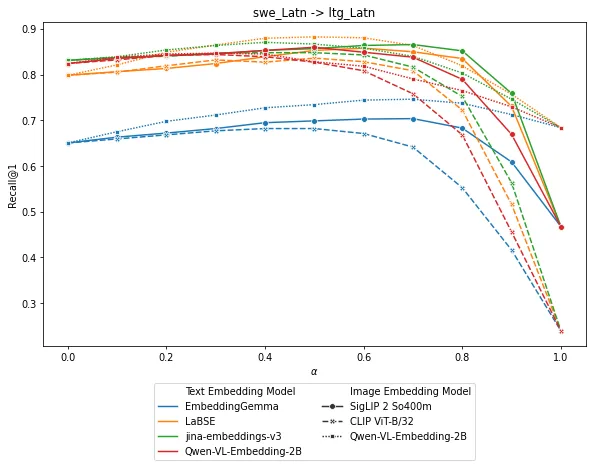 swe_Latn -> ltg_Latn
0.9
0.8
0.7
0.6
0.5
0.4
0.3
Recall@1
0.0 0.2 0.4 0.6 0.8 1.0
α
Text Embedding Model Image Embedding Model
EmbeddingGemma SigLIP 2 So400m
LaBSE CLIP ViT-B/32
jina-embeddings-v3 Qwen-VL-Embedding-2B
Qwen-VL-Embedding-2B